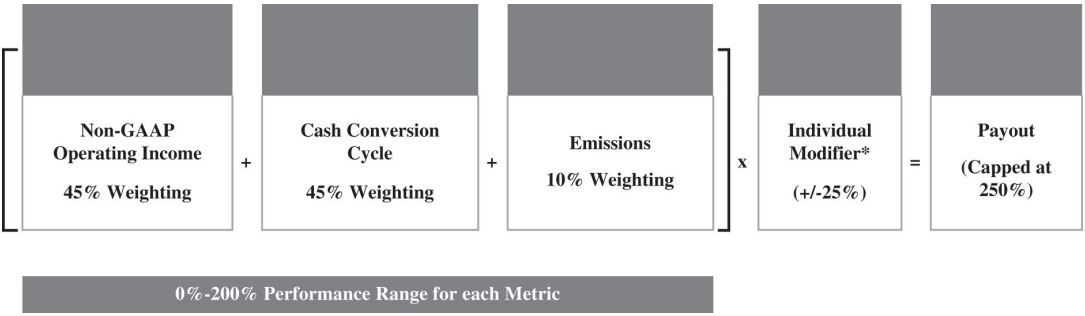 Non-GAAP
Operating Income
45% Weighting
+
Cash Conversion
Cycle
45% Weighting
+
Emissions
10% Weighting
x
Individual
Modifier*
(+/-25%)
=
Payout
(Capped at
250%)
0%-200% Performance Range for each Metric